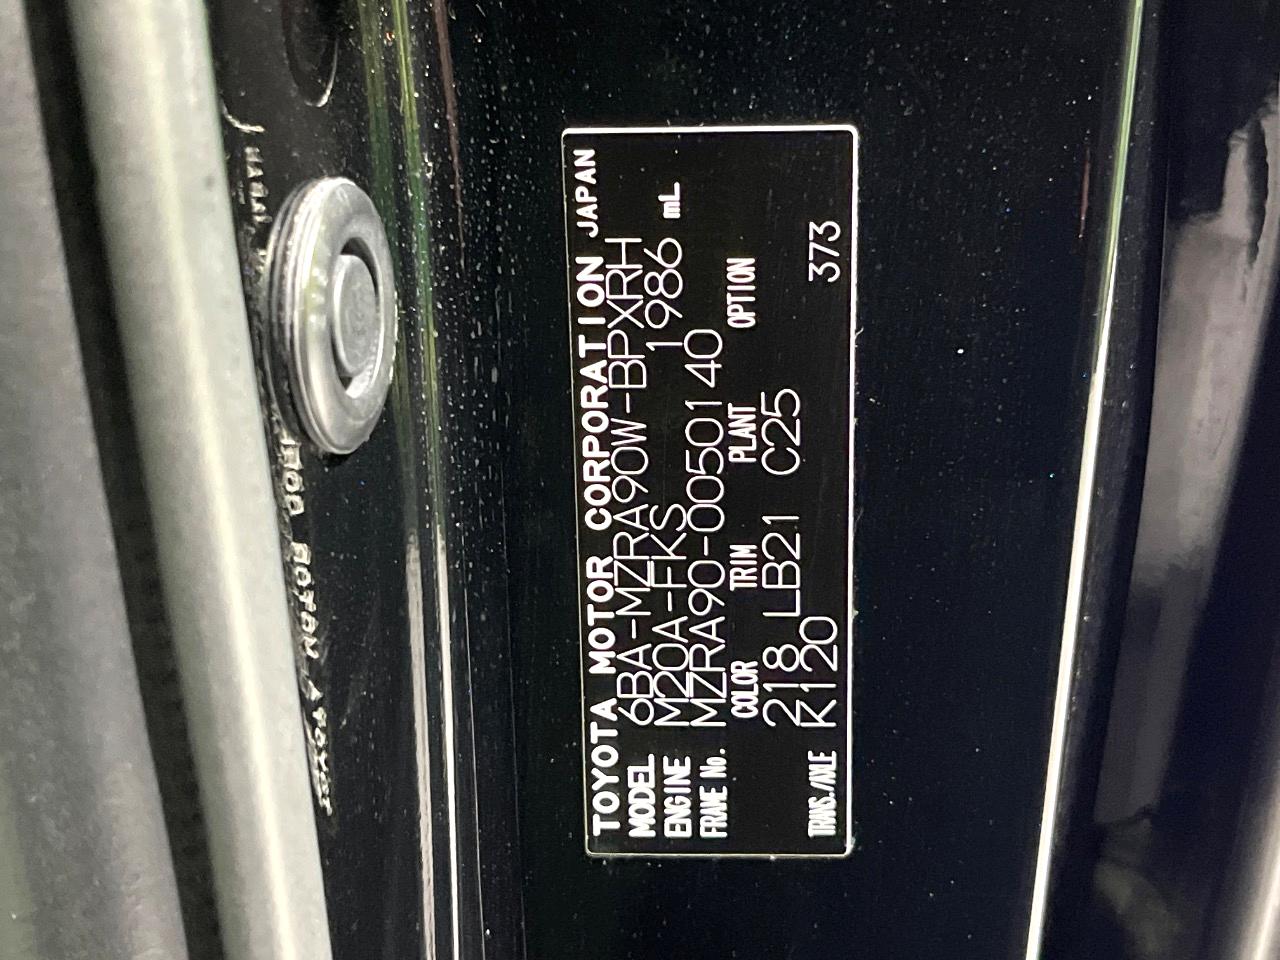 TOYOTA MOTOR CORPORATION JAPAN
MODEL 6BA-MZRA90W-BPXRH
ENGINE M20A-FKS 1986 mL
FRAME No. MZRA90-0050140
COLOR TRIM PLANT OPTION
218 LB21 C25
TRANS./AXLE K120 373